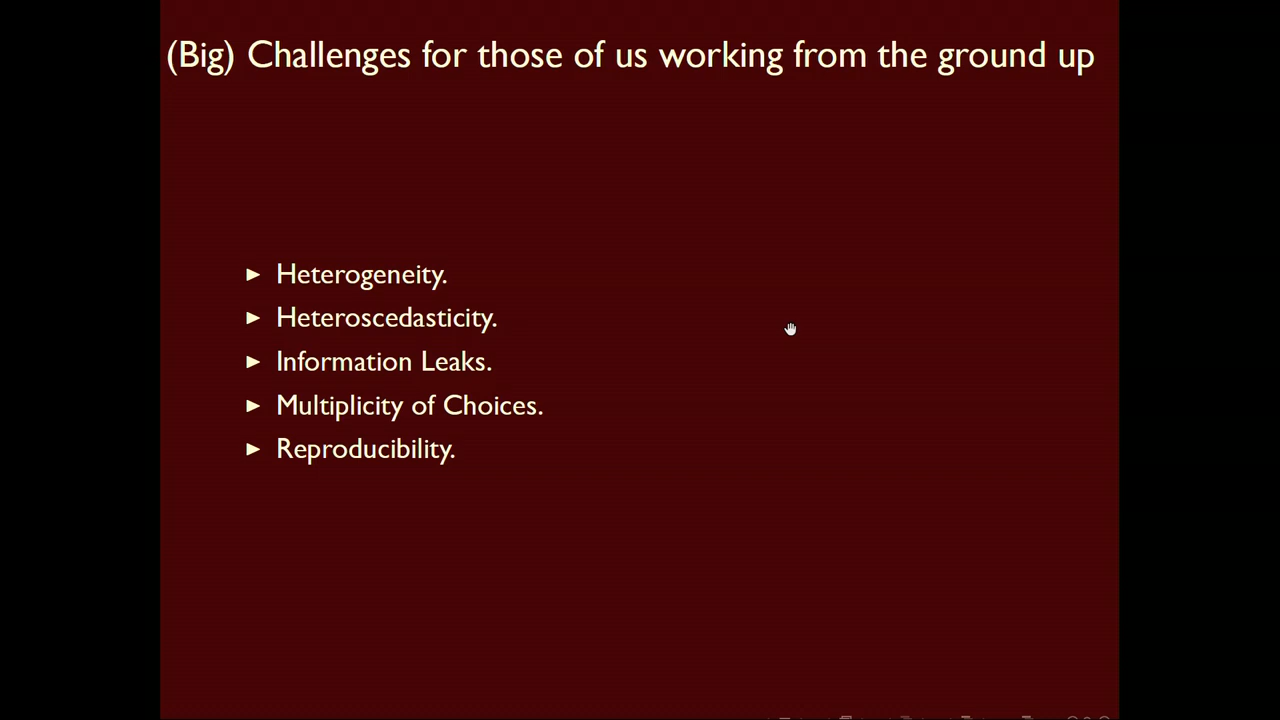 (Big) Challenges for those of us working from the ground up
► Heterogeneity.
► Heteroscedasticity.
► Information Leaks.
► Multiplicity of Choices.
► Reproducibility.